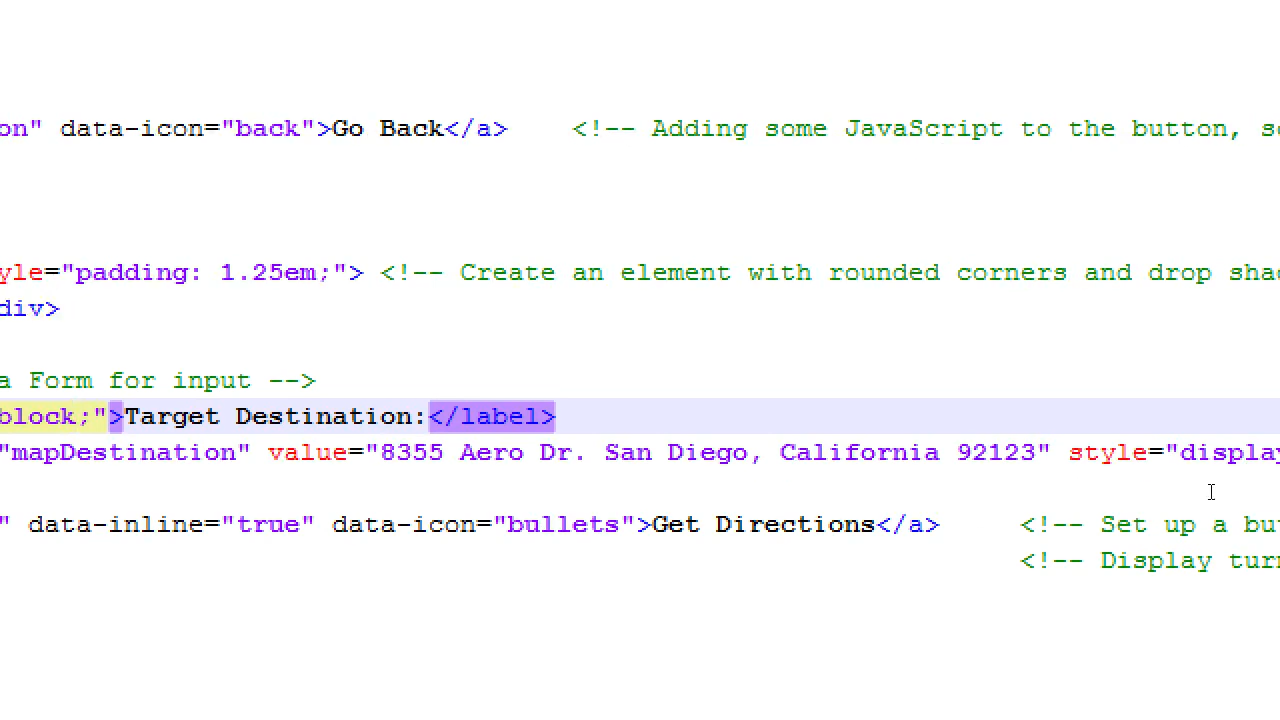 on" data-icon="back">Go Back</a>    <!-- Adding some JavaScript to the button, s
yle="padding: 1.25em;"> <!-- Create an element with rounded corners and drop sha
div>
a Form for input -->
block;">Target Destination:</label>
"mapDestination" value="8355 Aero Dr. San Diego, California 92123" style="display
" data-inline="true" data-icon="bullets">Get Directions</a>     <!-- Set up a bu
<!-- Display turn